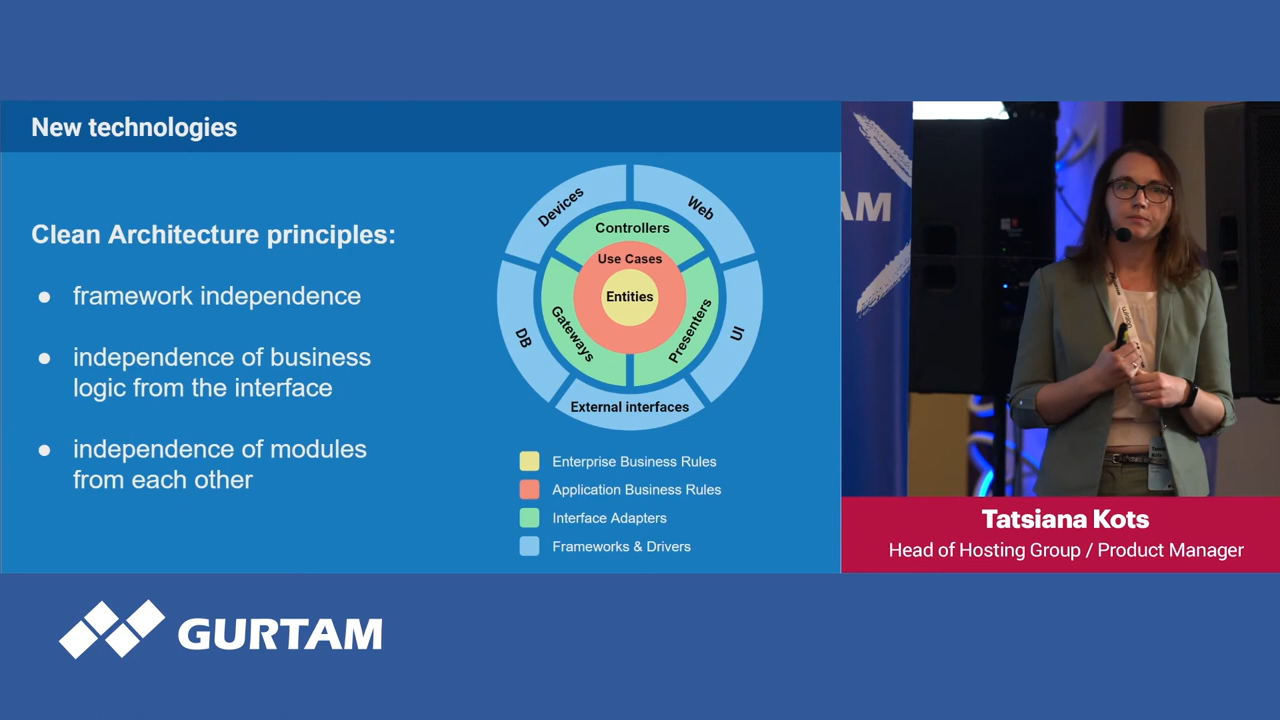 New technologies
Clean Architecture principles:
● framework independence
● independence of business
logic from the interface
● independence of modules
from each other
Devices
Web
Controllers
Use Cases
Entities
Gateways
Presenters
DB
UI
External interfaces
Enterprise Business Rules
Application Business Rules
Interface Adapters
Frameworks & Drivers
AM
Tatsiana Kots
Head of Hosting Group / Product Manager
GURTAM